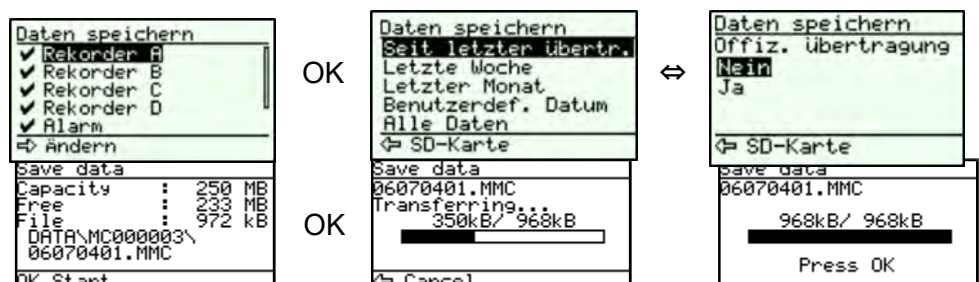 Daten speichern
✔ Rekorder A
✔ Rekorder B
✔ Rekorder C
✔ Rekorder D
✔ Alarm
⇨ Ändern
OK
Daten speichern
Seit letzter übertr.
Letzte Woche
Letzter Monat
Benutzerdef. Datum
Alle Daten
⇦ SD-Karte
⇔
Daten speichern
Offiz. übertragung
Nein
Ja
⇦ SD-Karte
Save data
Capacity : 250 MB
Free : 233 MB
File : 972 kB
DATA\MC000003\
06070401.MMC
OK Start
OK
Save data
06070401.MMC
Transferring...
350kB/ 968kB
⇦ Cancel
Save data
06070401.MMC
968kB/ 968kB
Press OK